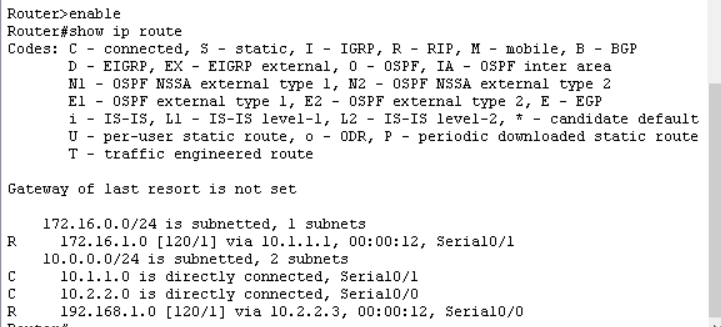 Router>enable
Router#show ip route
Codes: C - connected, S - static, I - IGRP, R - RIP, M - mobile, B - BGP
       D - EIGRP, EX - EIGRP external, O - OSPF, IA - OSPF inter area
       N1 - OSPF NSSA external type 1, N2 - OSPF NSSA external type 2
       E1 - OSPF external type 1, E2 - OSPF external type 2, E - EGP
       i - IS-IS, L1 - IS-IS level-1, L2 - IS-IS level-2, * - candidate default
       U - per-user static route, o - ODR, P - periodic downloaded static route
       T - traffic engineered route
Gateway of last resort is not set
     172.16.0.0/24 is subnetted, 1 subnets
R       172.16.1.0 [120/1] via 10.1.1.1, 00:00:12, Serial0/1
     10.0.0.0/24 is subnetted, 2 subnets
C       10.1.1.0 is directly connected, Serial0/1
C       10.2.2.0 is directly connected, Serial0/0
R       192.168.1.0 [120/1] via 10.2.2.3, 00:00:12, Serial0/0
Router#